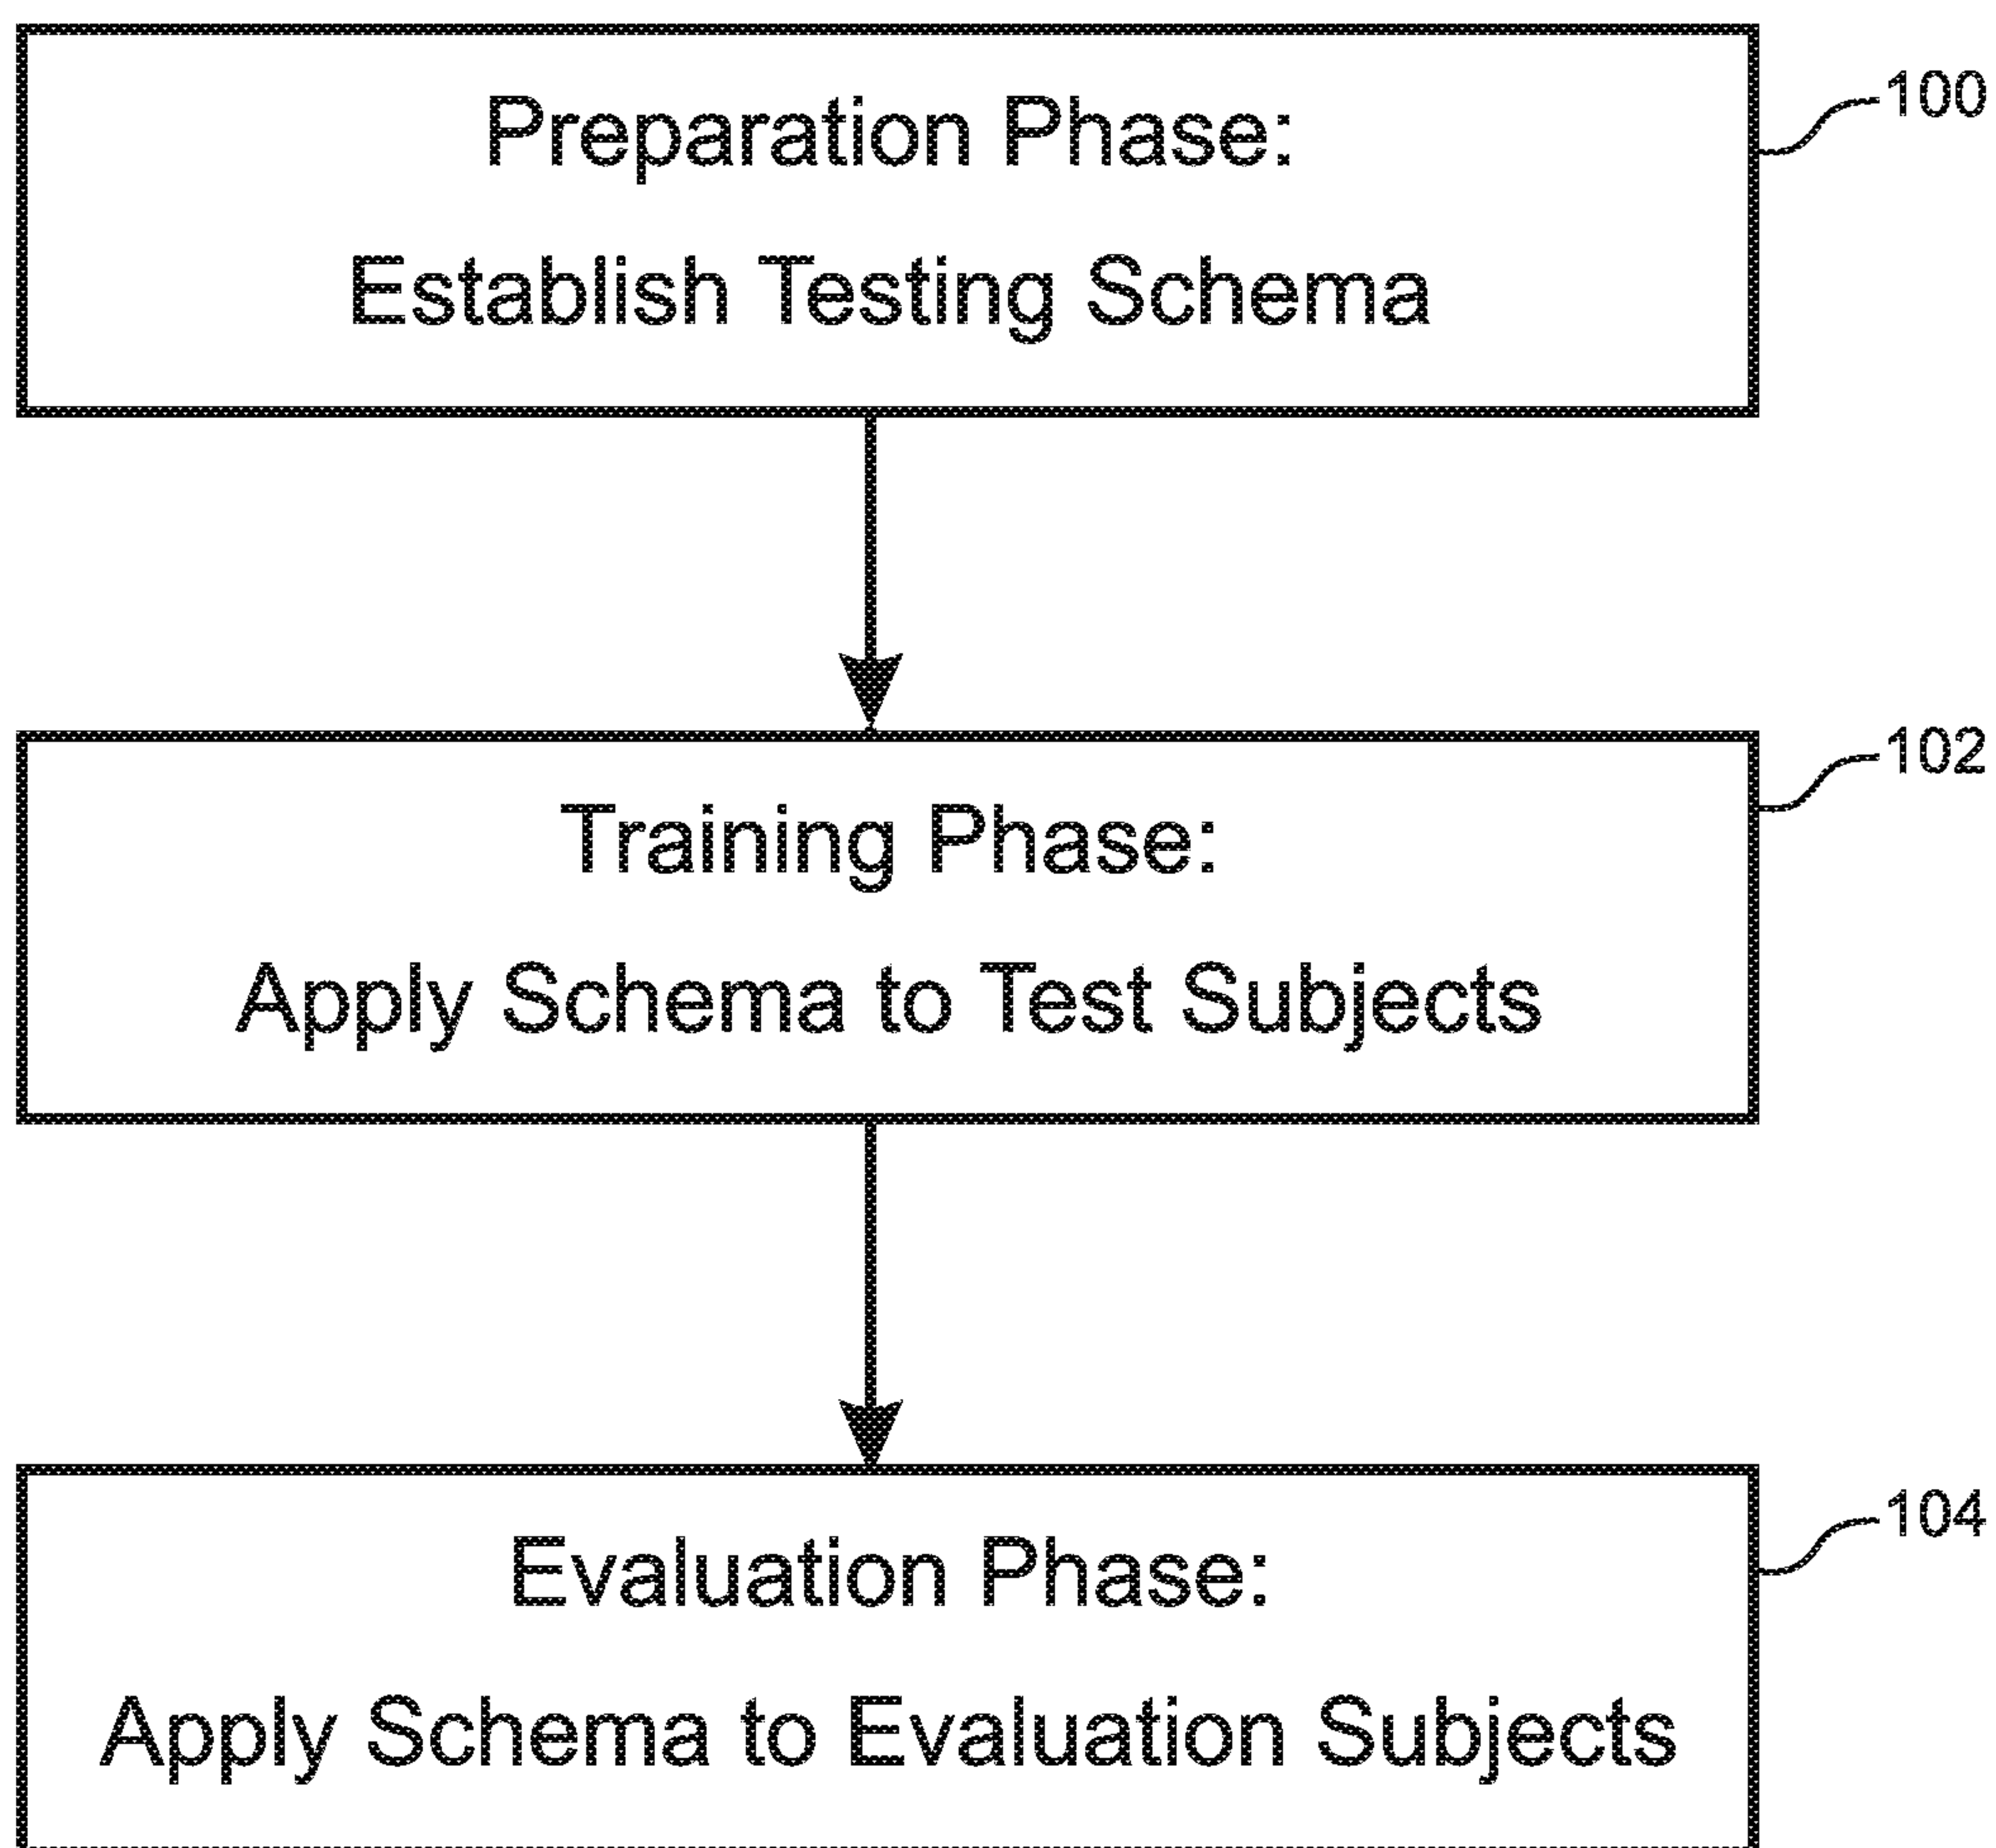 Preparation Phase:
Establish Testing Schema
100
Training Phase:
Apply Schema to Test Subjects
102
Evaluation Phase:
Apply Schema to Evaluation Subjects
104